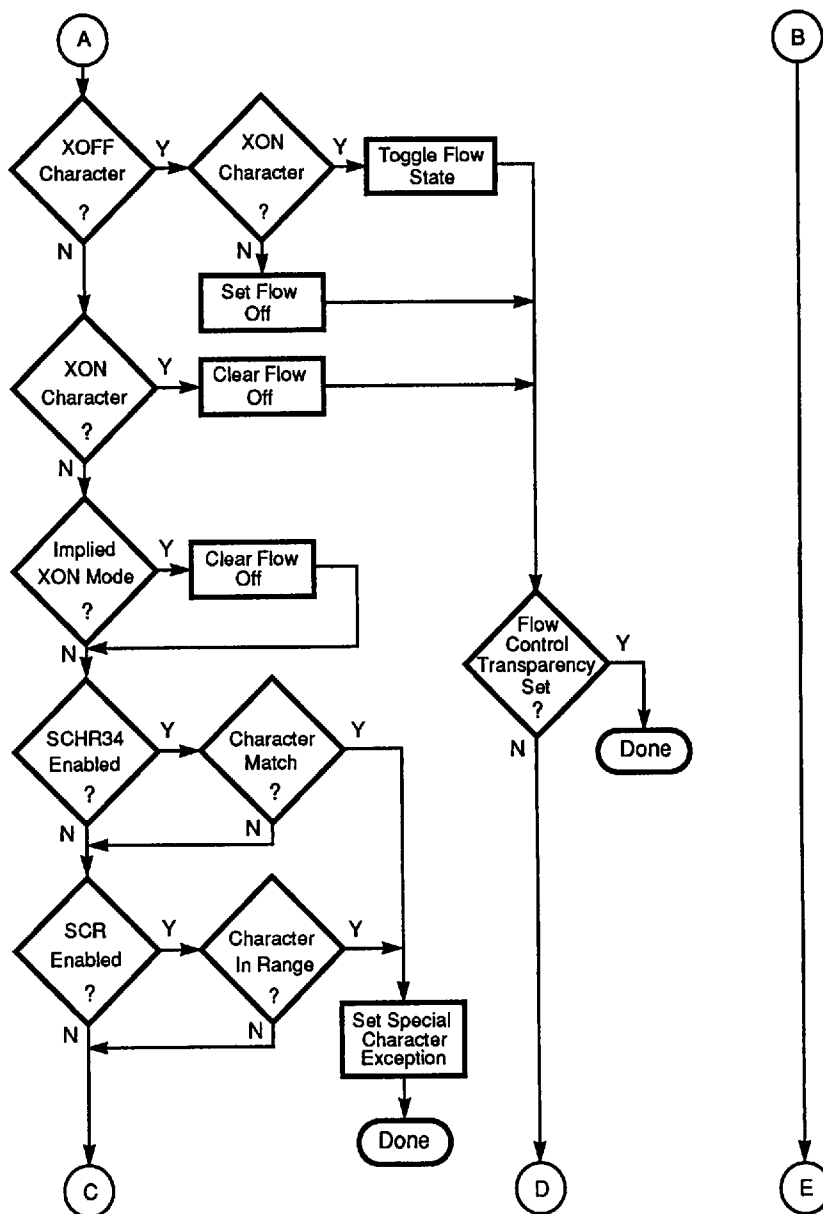 A
B
XOFF
Character
?
Y
N
XON
Character
?
Y
N
Toggle Flow
State
Set Flow
Off
XON
Character
?
Y
N
Clear Flow
Off
Implied
XON Mode
?
Y
N
Clear Flow
Off
Flow
Control
Transparency
Set
?
Y
N
Done
SCHR34
Enabled
?
Y
N
Character
Match
?
Y
N
SCR
Enabled
?
Y
N
Character
In Range
?
Y
N
Set Special
Character
Exception
Done
C
D
E